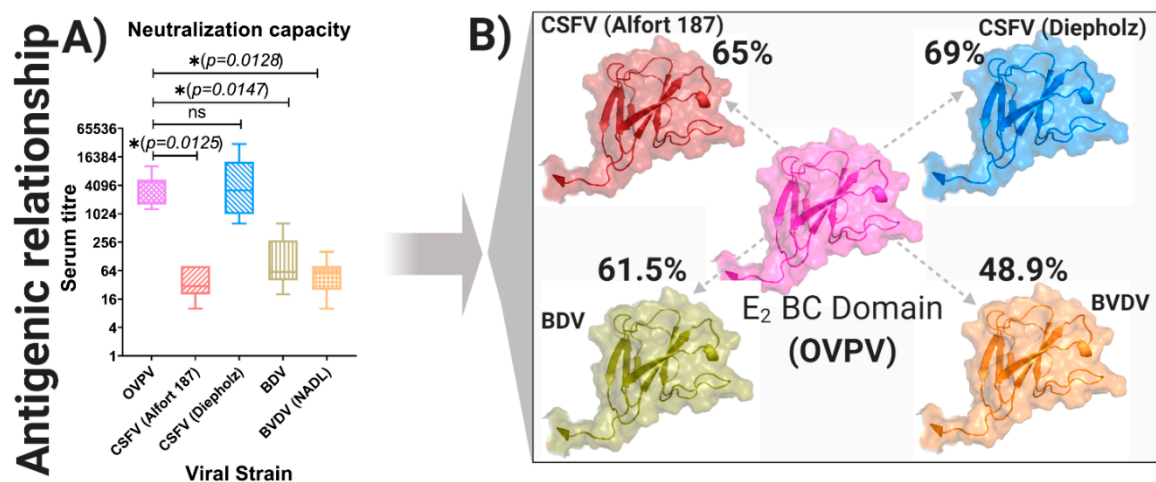 Antigenic relationship
A)
Neutralization capacity
*(p=0.0128)
*(p=0.0147)
ns
*(p=0.0125)
Serum titre
65536
16384
4096
1024
256
64
16
4
1
OVPV
CSFV (Alfort 187)
CSFV (Diepholz)
BDV
BVDV (NADL)
Viral Strain
B)
CSFV (Alfort 187)
65%
CSFV (Diepholz)
69%
61.5%
BDV
48.9%
BVDV
E₂ BC Domain
(OVPV)